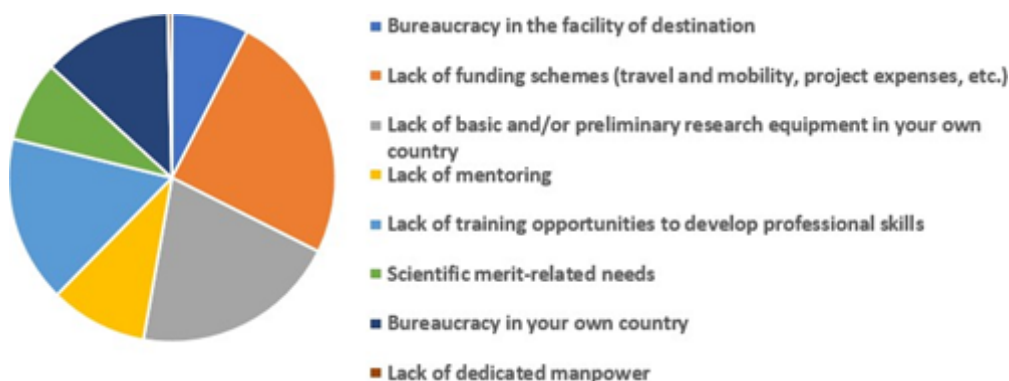 Bureaucracy in the facility of destination
Lack of funding schemes (travel and mobility, project expenses, etc.)
Lack of basic and/or preliminary research equipment in your own
country
Lack of mentoring
Lack of training opportunities to develop professional skills
Scientific merit-related needs
Bureaucracy in your own country
Lack of dedicated manpower